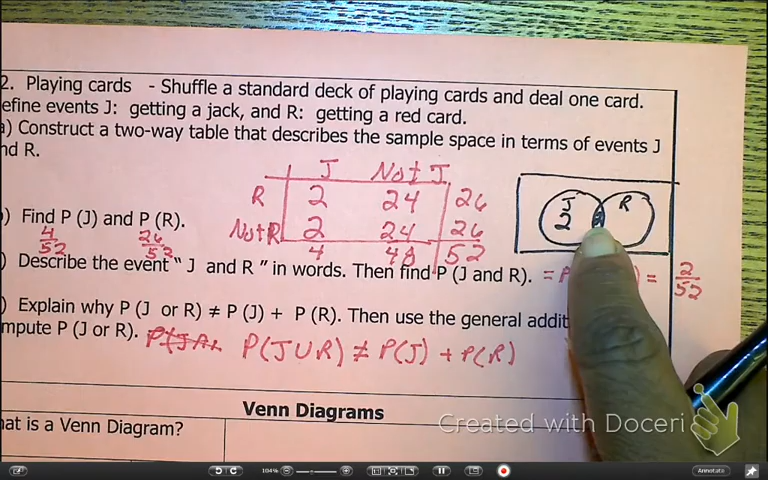 2. Playing cards - Shuffle a standard deck of playing cards and deal one card.
efine events J: getting a jack, and R: getting a red card.
a) Construct a two-way table that describes the sample space in terms of events J
nd R.
J Not J
R 2 24 26
Not R 2 24 26
4 48 52
J R
2
) Find P (J) and P (R).
4/52 26/52
) Describe the event " J and R " in words. Then find P (J and R). = P ) = 2/52
) Explain why P (J or R) ≠ P (J) + P (R). Then use the general addit
mpute P (J or R). P(J∪R) ≠ P(J) + P(R)
Venn Diagrams
hat is a Venn Diagram?
Created with Doceri
104%
Annotate